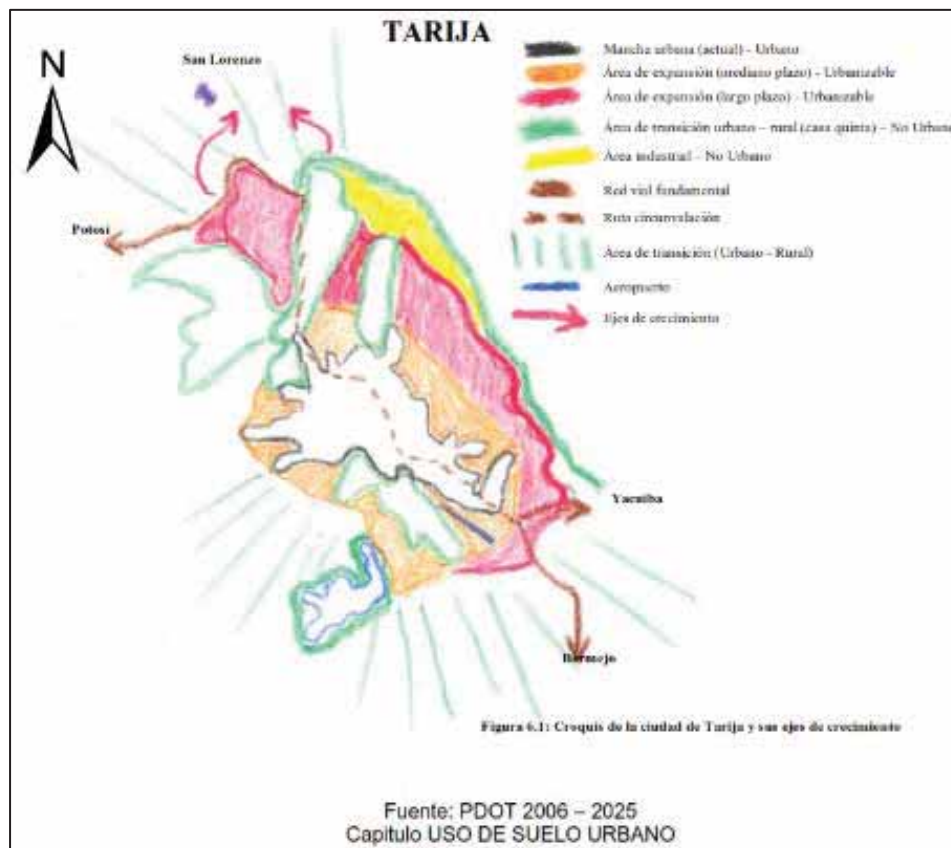 TARIJA
N
San Lorenzo
Potosí
Mancha urbana (actual) - Urbano
Área de expansión (mediano plazo) - Urbanizable
Área de expansión (largo plazo) - Urbanizable
Área de transición urbano – rural (casa quinta) – No Urbano
Área industrial – No Urbano
Red vial fundamental
Ruta circunvalación
Área de transición (Urbano – Rural)
Aeropuerto
Ejes de crecimiento
Yacuiba
Bermejo
Figura 6.1: Croquis de la ciudad de Tarija y sus ejes de crecimiento
Fuente: PDOT 2006 – 2025
Capitulo USO DE SUELO URBANO